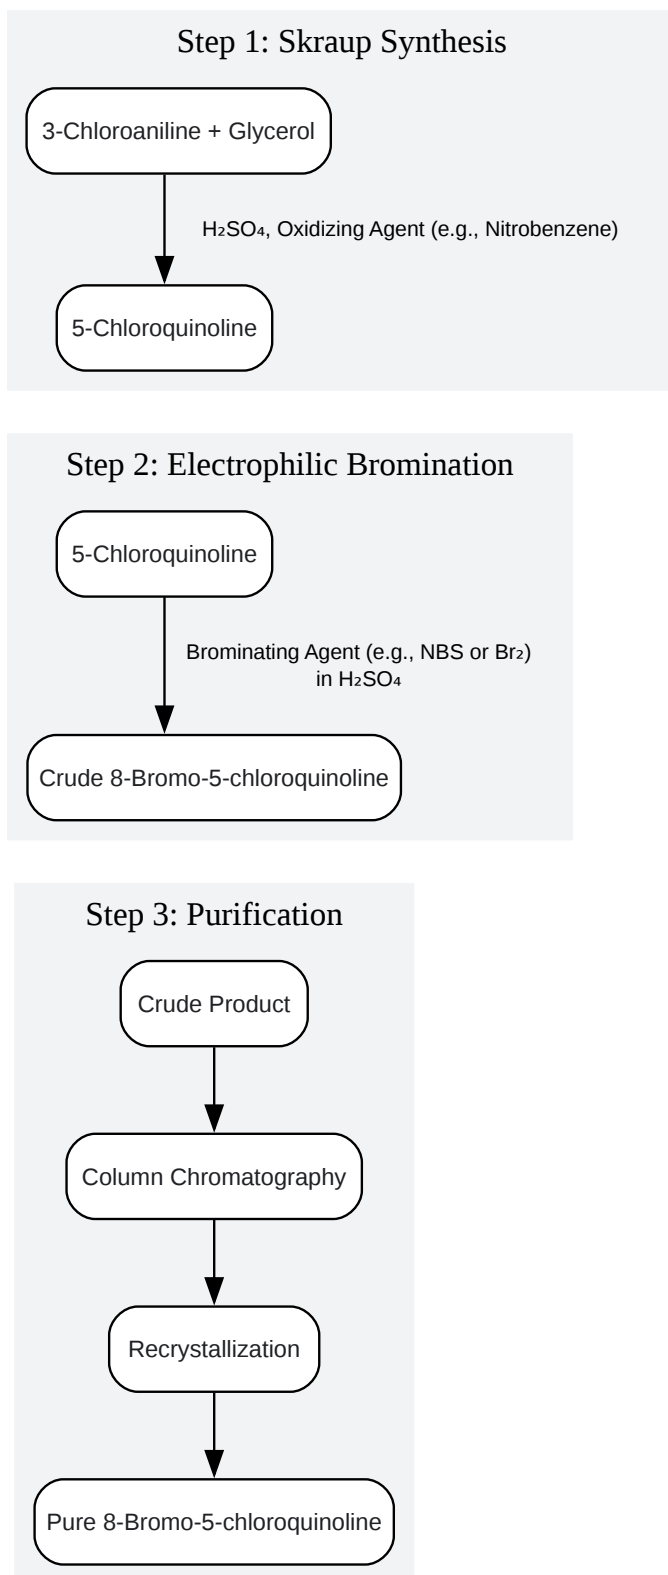 Step 1: Skraup Synthesis
3-Chloroaniline + Glycerol
H₂SO₄, Oxidizing Agent (e.g., Nitrobenzene)
5-Chloroquinoline
Step 2: Electrophilic Bromination
5-Chloroquinoline
Brominating Agent (e.g., NBS or Br₂)
in H₂SO₄
Crude 8-Bromo-5-chloroquinoline
Step 3: Purification
Crude Product
Column Chromatography
Recrystallization
Pure 8-Bromo-5-chloroquinoline